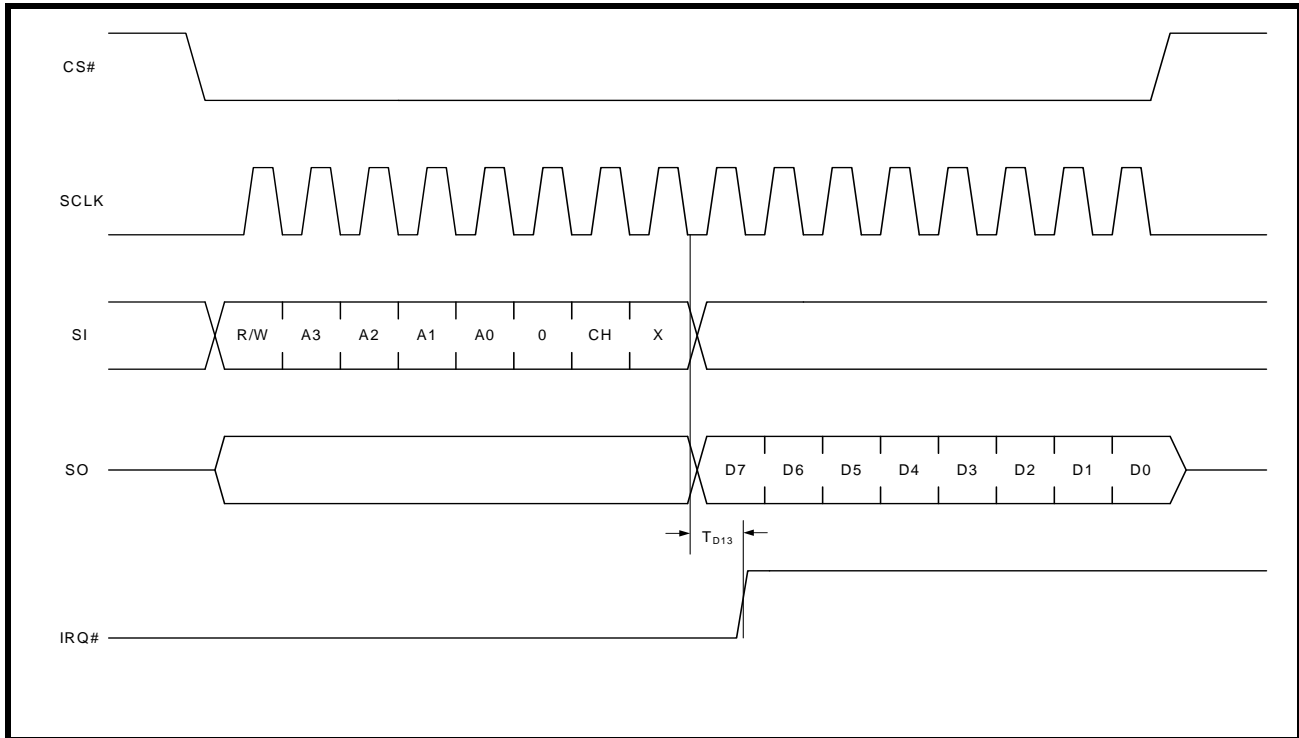 CS#
SCLK
SI
R/W A3 A2 A1 A0 0 CH X
SO
D7 D6 D5 D4 D3 D2 D1 D0
TD13
IRQ#